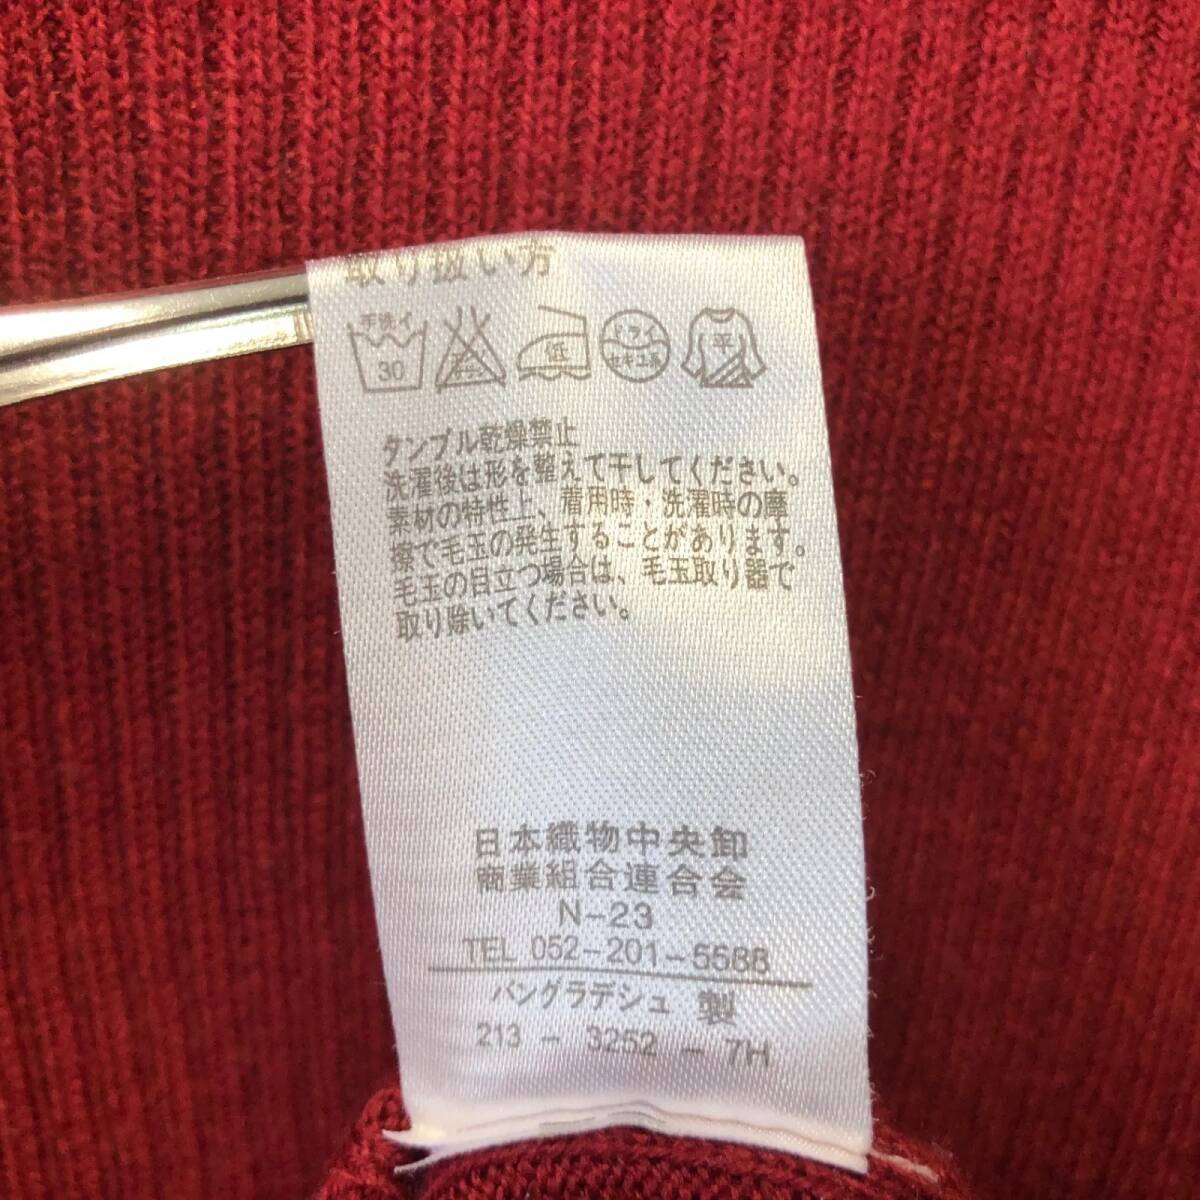 取り扱い方
手洗イ
30
低
ドライ
セキユ系
平
タンブル乾燥禁止
洗濯後は形を整えて干してください。
素材の特性上、着用時・洗濯時の摩
擦で毛玉の発生することがあります。
毛玉の目立つ場合は、毛玉取り器で
取り除いてください。
日本織物中央卸
商業組合連合会
N-23
TEL 052-201-5588
バングラデシュ 製
213 - 3252 - 7H